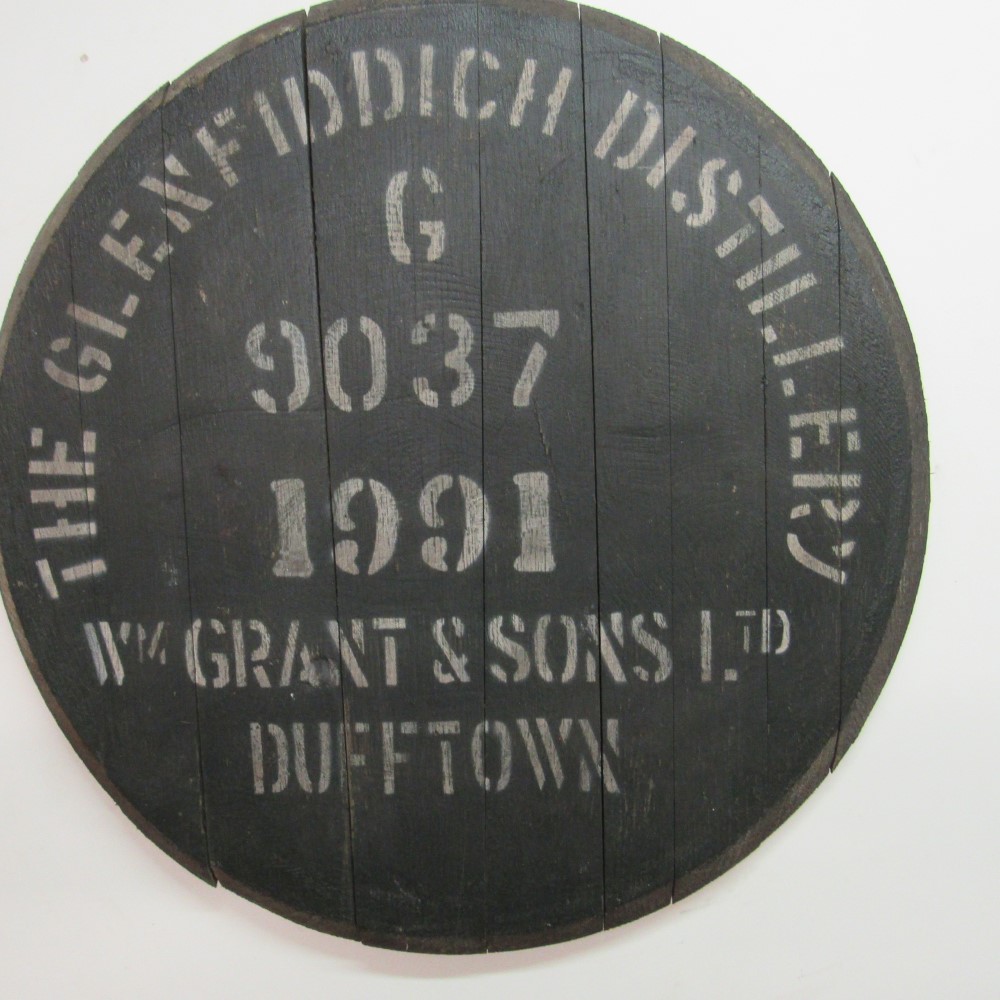 THE GLENFIDDICH DISTILLERY
G
9037
1991
WM GRANT & SONS LTD
DUFFTOWN